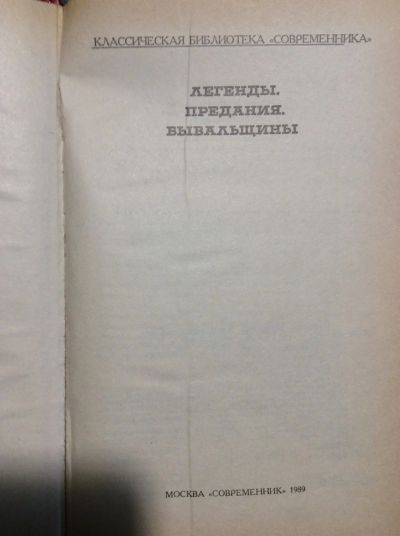 КЛАССИЧЕСКАЯ БИБЛИОТЕКА «СОВРЕМЕННИКА»
ЛЕГЕНДЫ.
ПРЕДАНИЯ.
БЫВАЛЬЩИНЫ
МОСКВА «СОВРЕМЕННИК» 1989